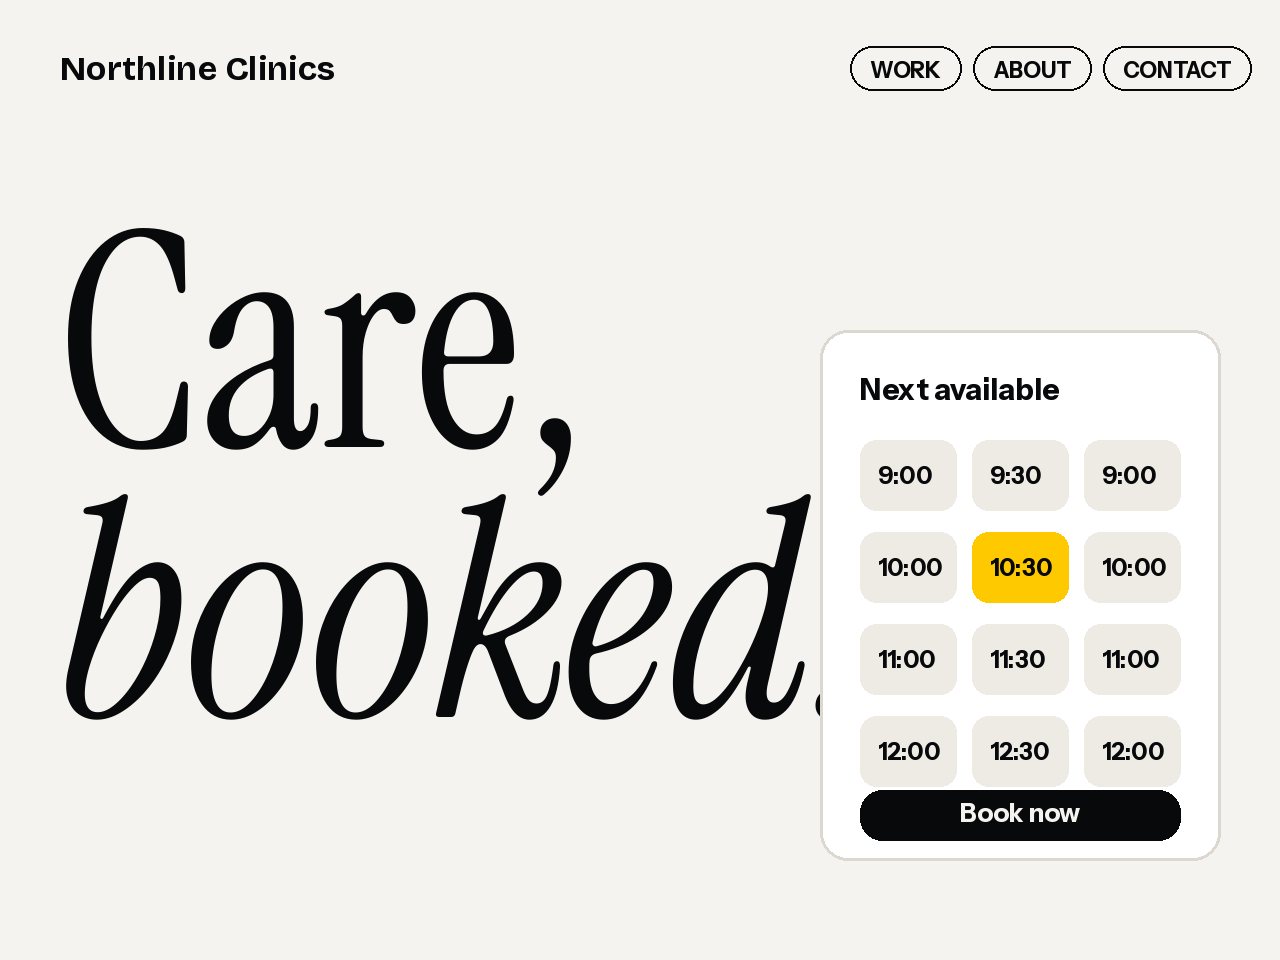 Northline Clinics
WORK ABOUT CONTACT
Care,
booked.
Next available
9:00 9:30 9:00
10:00 10:30 10:00
11:00 11:30 11:00
12:00 12:30 12:00
Book now